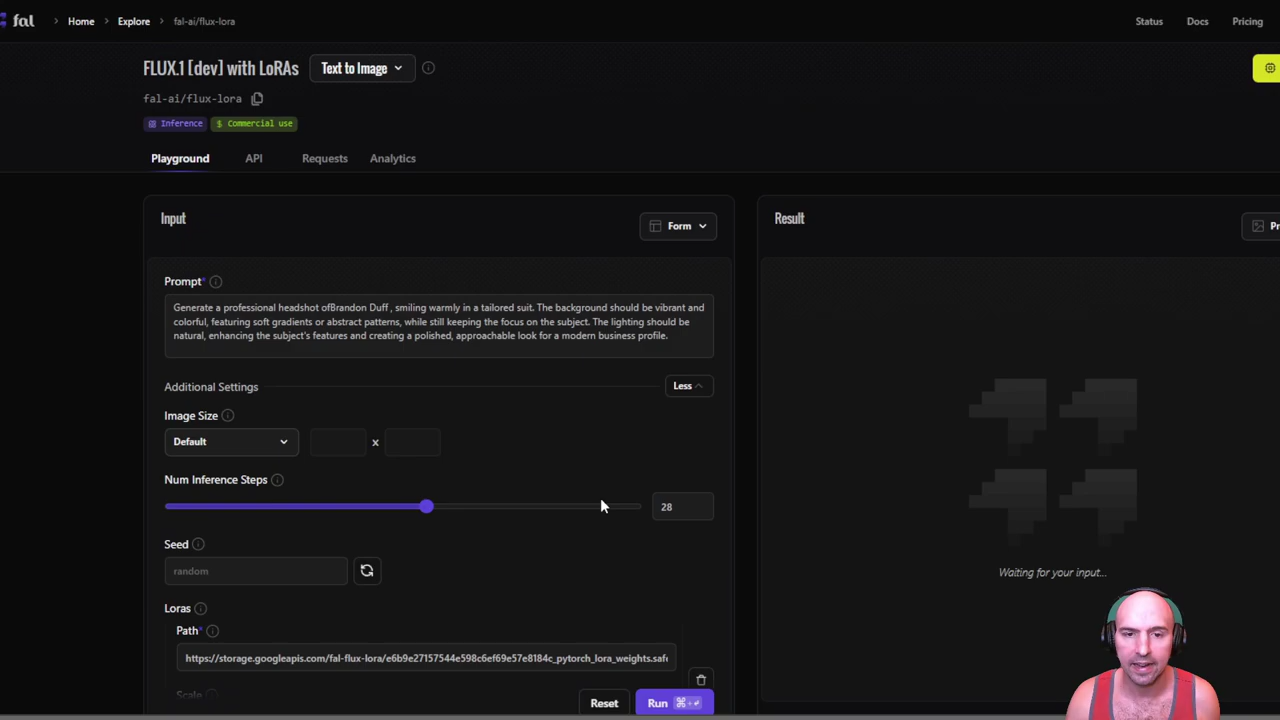 fal
Home
Explore
fal-ai/flux-lora
Status
Docs
Pricing
FLUX.1 [dev] with LoRAs
Text to Image
fal-ai/flux-lora
Inference
$ Commercial use
Playground
API
Requests
Analytics
Input
Form
Prompt*
Generate a professional headshot ofBrandon Duff , smiling warmly in a tailored suit. The background should be vibrant and
colorful, featuring soft gradients or abstract patterns, while still keeping the focus on the subject. The lighting should be
natural, enhancing the subject's features and creating a polished, approachable look for a modern business profile.
Additional Settings
Less
Image Size
Default
x
Num Inference Steps
28
Seed
random
Loras
Path*
https://storage.googleapis.com/fal-flux-lora/e6b9e27157544e598c6ef69e57e8184c_pytorch_lora_weights.safe
Scale
Reset
Run ⌘+↵
Result
Pr
Waiting for your input...